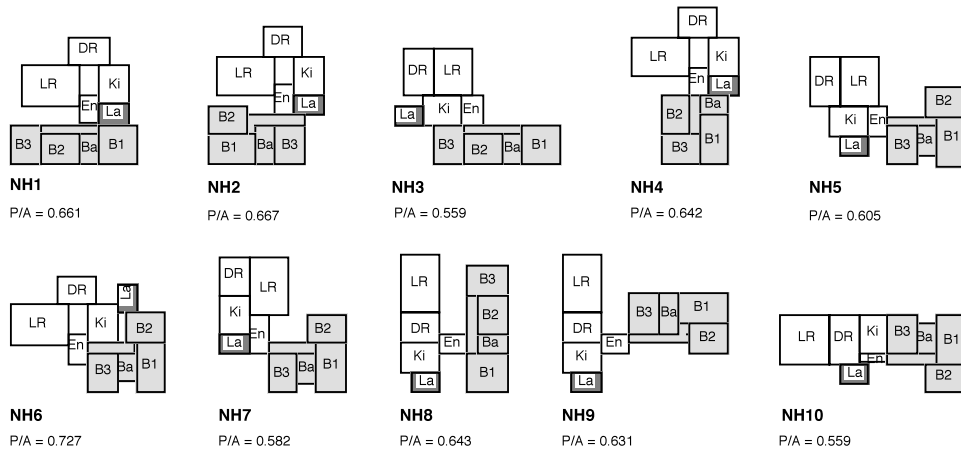 DR
LR
Ki
En
La
B3
B2
Ba
B1
NH1
P/A = 0.661
DR
LR
Ki
En
La
B2
B1
Ba
B3
NH2
P/A = 0.667
DR
LR
Ki
En
La
B3
B2
Ba
B1
NH3
P/A = 0.559
DR
LR
Ki
En
La
B2
Ba
B3
B1
NH4
P/A = 0.642
DR
LR
Ki
En
La
B2
B3
Ba
B1
NH5
P/A = 0.605
DR
La
LR
Ki
En
B2
B3
Ba
B1
NH6
P/A = 0.727
DR
LR
Ki
En
La
B2
B3
Ba
B1
NH7
P/A = 0.582
LR
DR
Ki
En
La
B3
B2
Ba
B1
NH8
P/A = 0.643
LR
DR
Ki
En
La
B3
Ba
B1
B2
NH9
P/A = 0.631
LR
DR
Ki
En
La
B3
Ba
B1
B2
NH10
P/A = 0.559